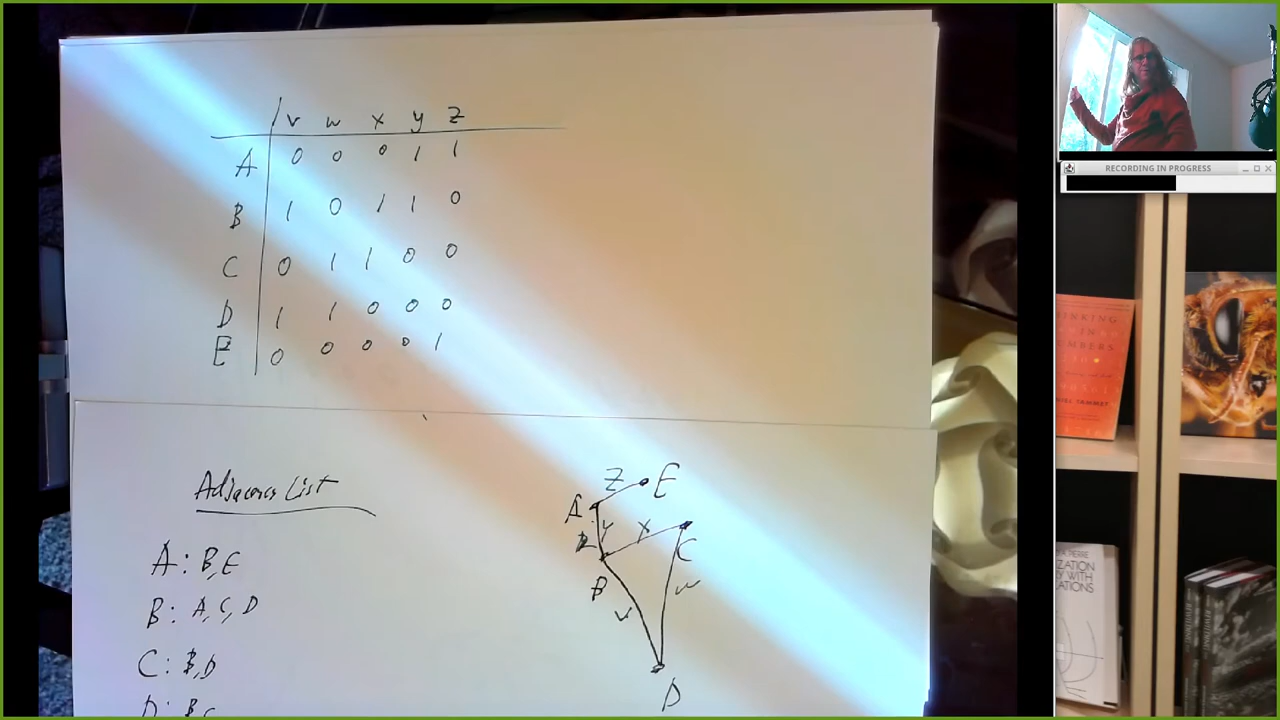 v w x y z
A 0 0 0 1 1
B 1 0 1 1 0
C 0 1 1 0 0
D 1 1 0 0 0
E 0 0 0 0 1
Adjacency List
A: B, E
B: A, C, D
C: B, D
D: B, C
Z E
A
y x
C
B w
v
D
RECORDING IN PROGRESS
IN